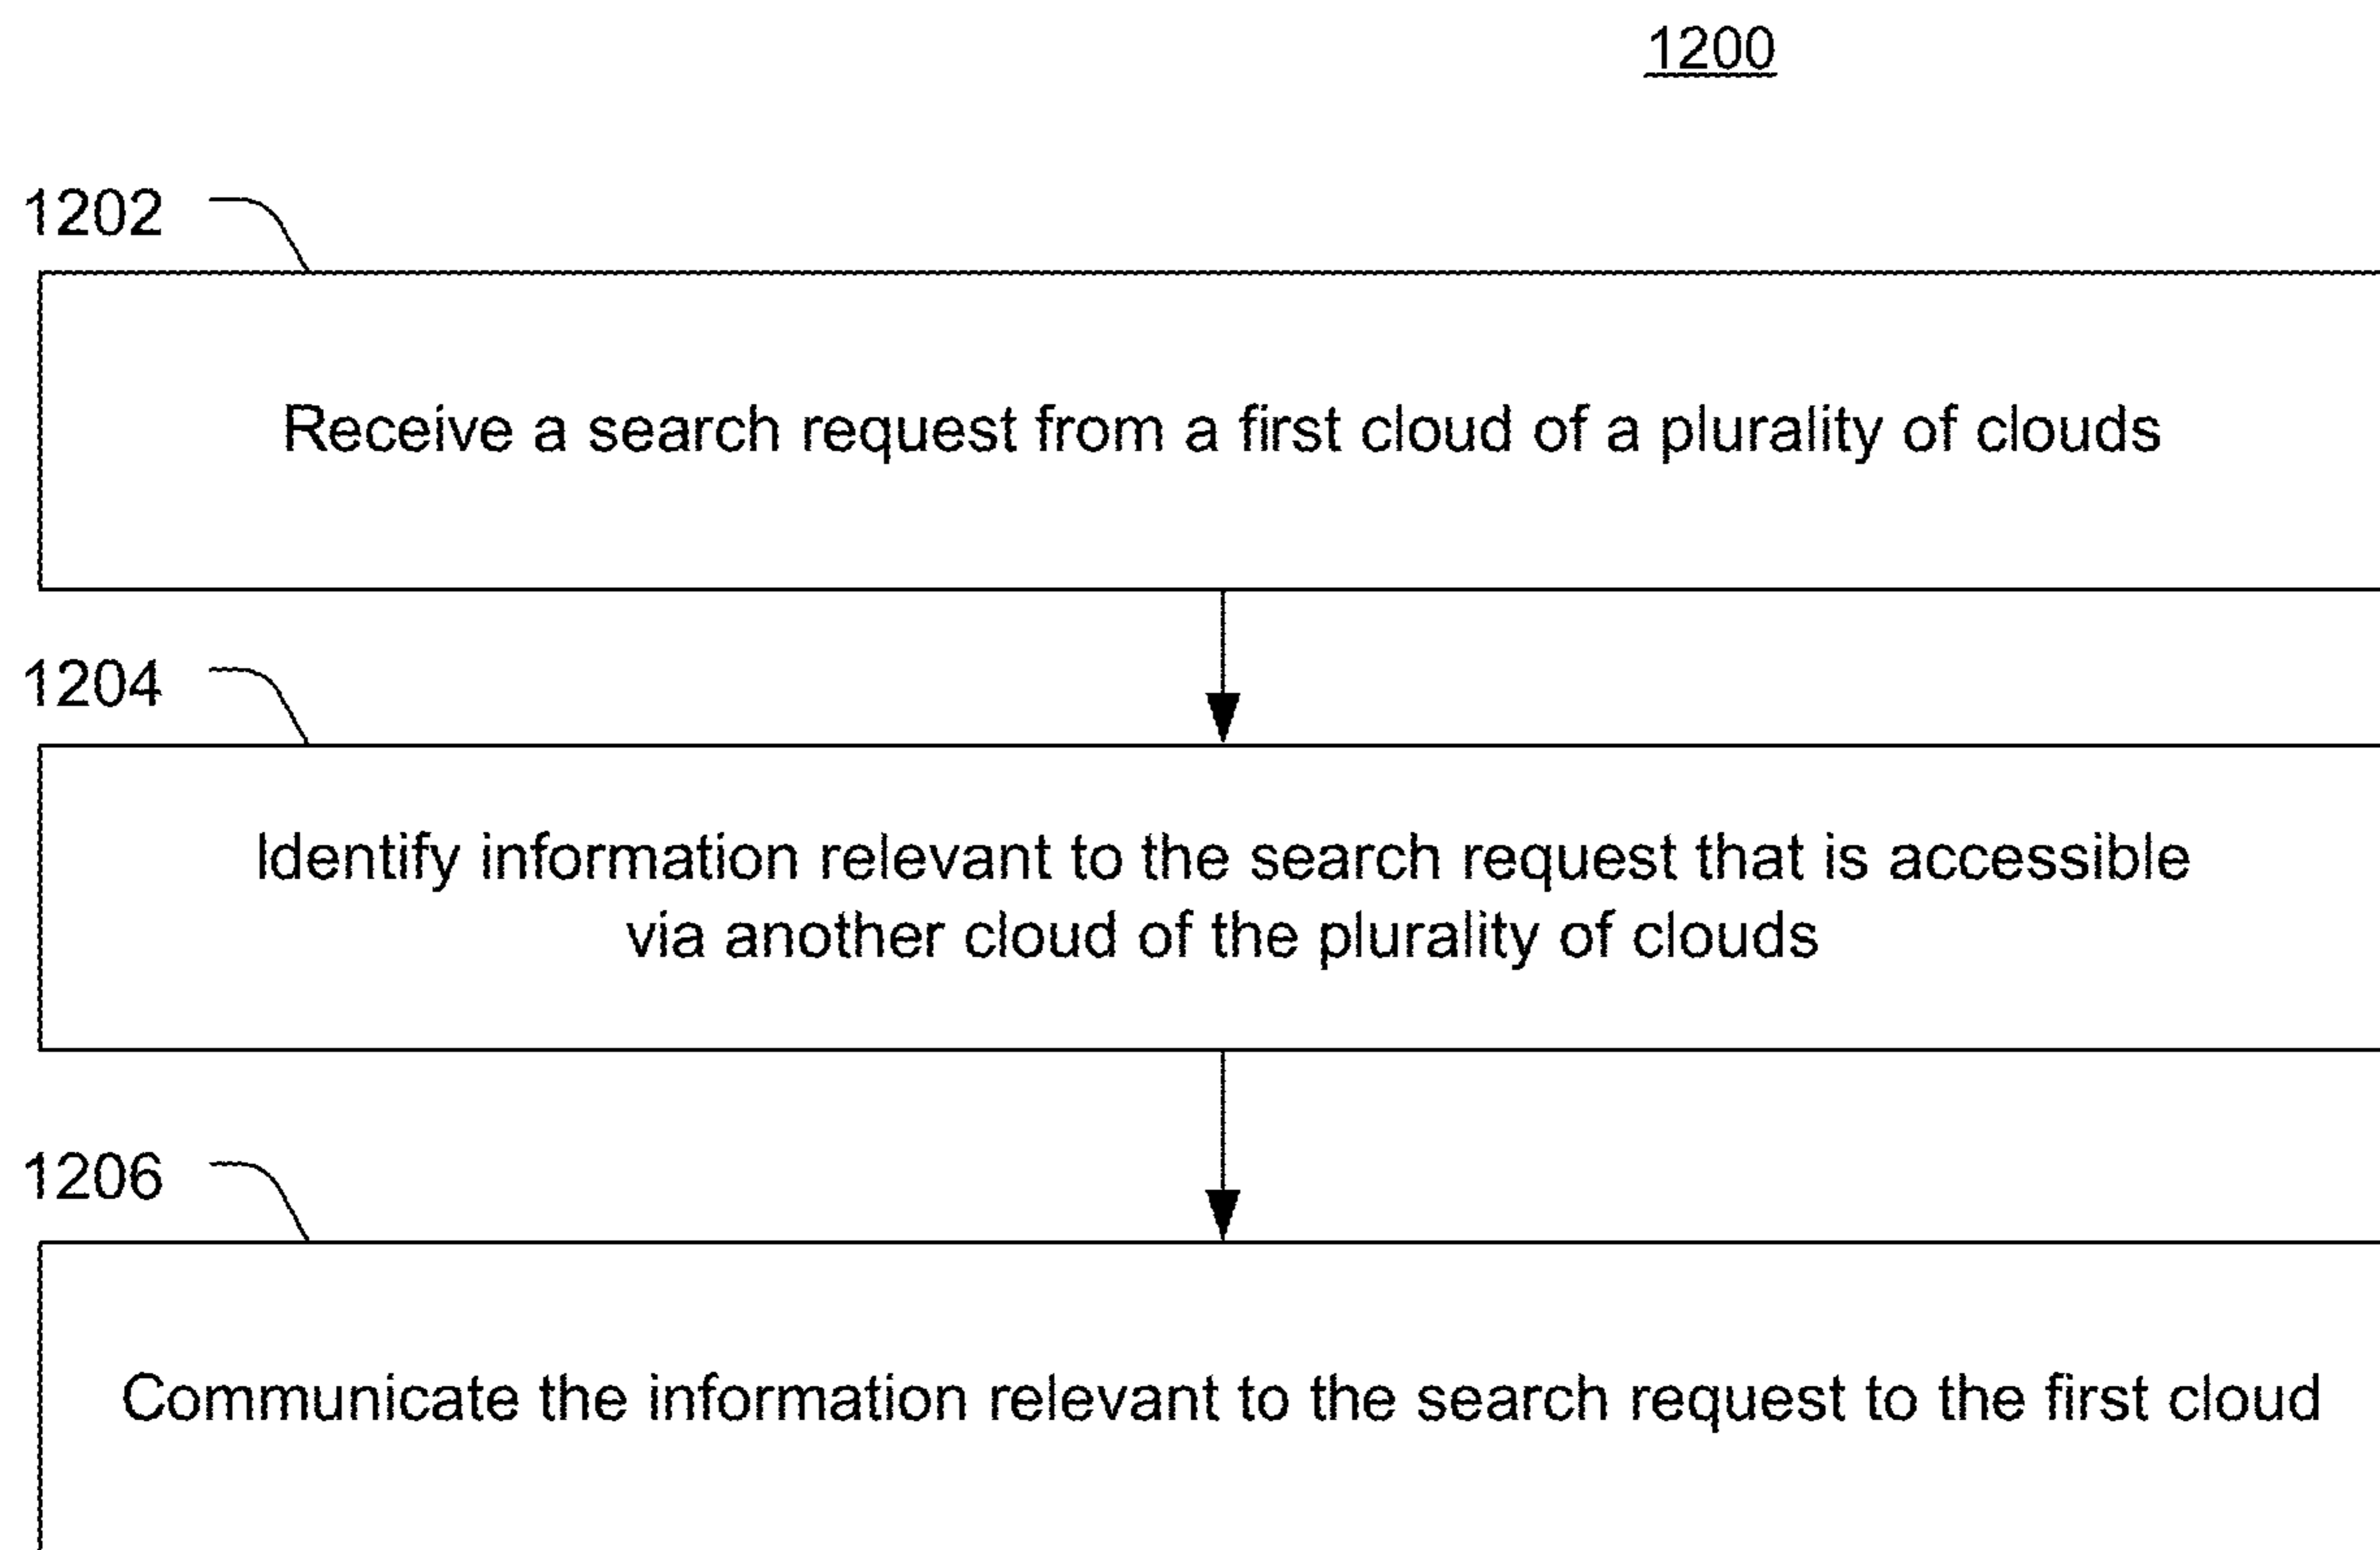 1200
1202
Receive a search request from a first cloud of a plurality of clouds
1204
Identify information relevant to the search request that is accessible
via another cloud of the plurality of clouds
1206
Communicate the information relevant to the search request to the first cloud